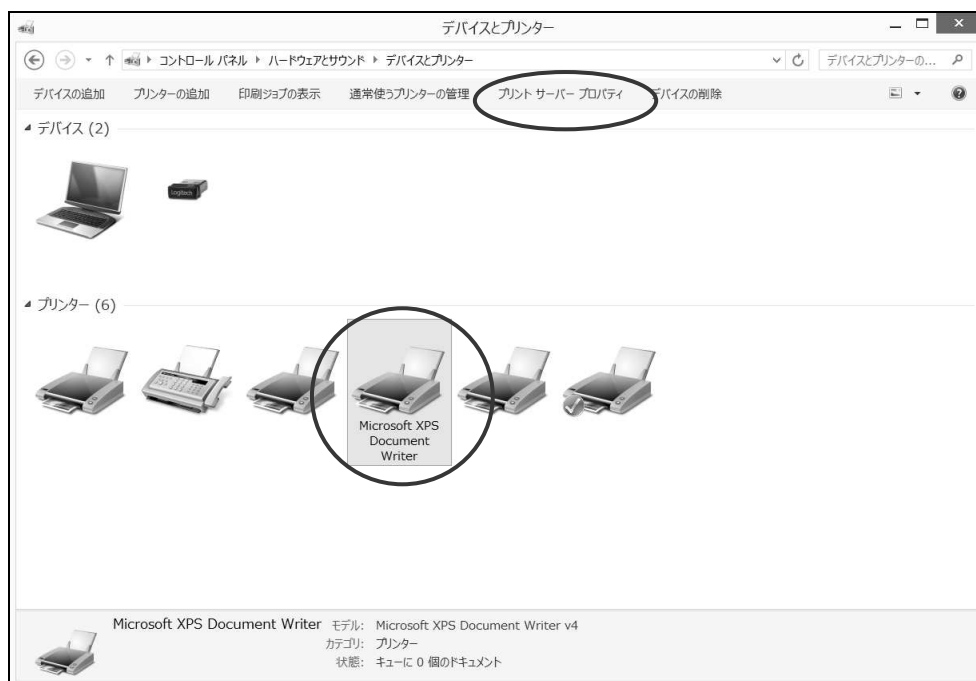 デバイスとプリンター
コントロール パネル ハードウェアとサウンド デバイスとプリンター デバイスとプリンターの...
デバイスの追加 プリンターの追加 印刷ジョブの表示 通常使うプリンターの管理 プリント サーバー プロパティ デバイスの削除
デバイス (2)
Logitech
プリンター (6)
Microsoft XPS
Document
Writer
Microsoft XPS Document Writer モデル: Microsoft XPS Document Writer v4
カテゴリ: プリンター
状態: キューに 0 個のドキュメント